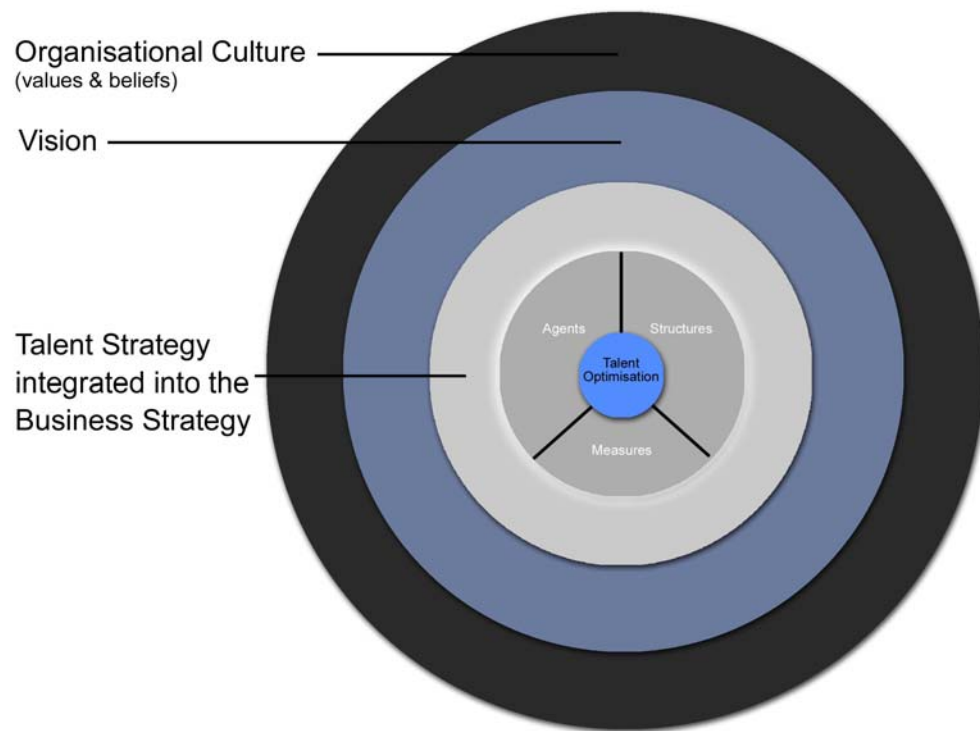 Organisational Culture
(values & beliefs)
Vision
Talent Strategy
integrated into the
Business Strategy
Agents
Structures
Talent
Optimisation
Measures